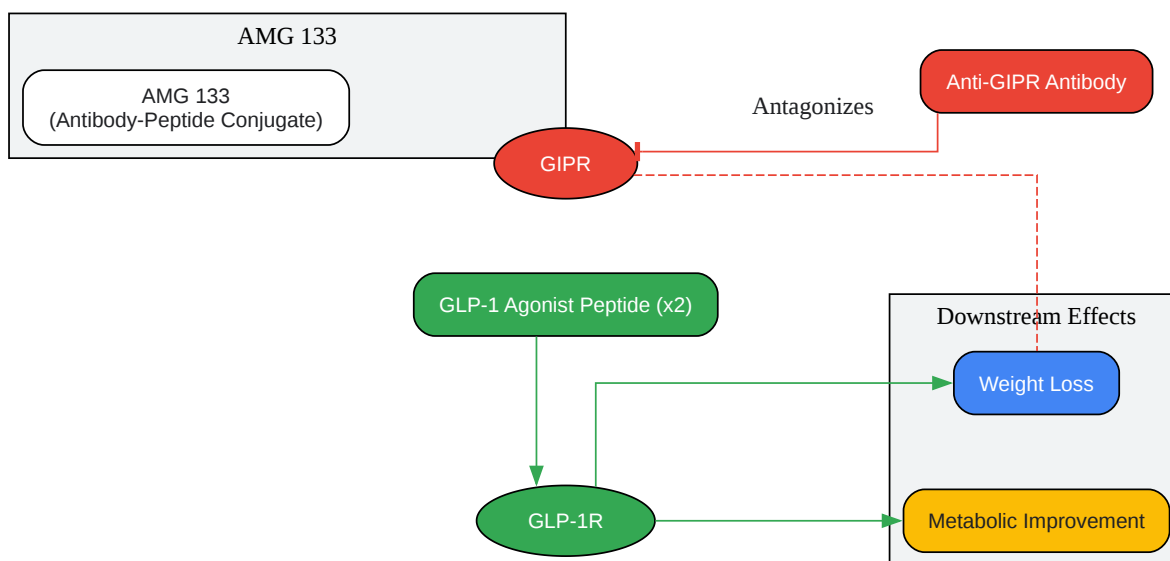 AMG 133
AMG 133
(Antibody-Peptide Conjugate)
Anti-GIPR Antibody
Antagonizes
GIPR
GLP-1 Agonist Peptide (x2)
Downstream Effects
Weight Loss
GLP-1R
Metabolic Improvement